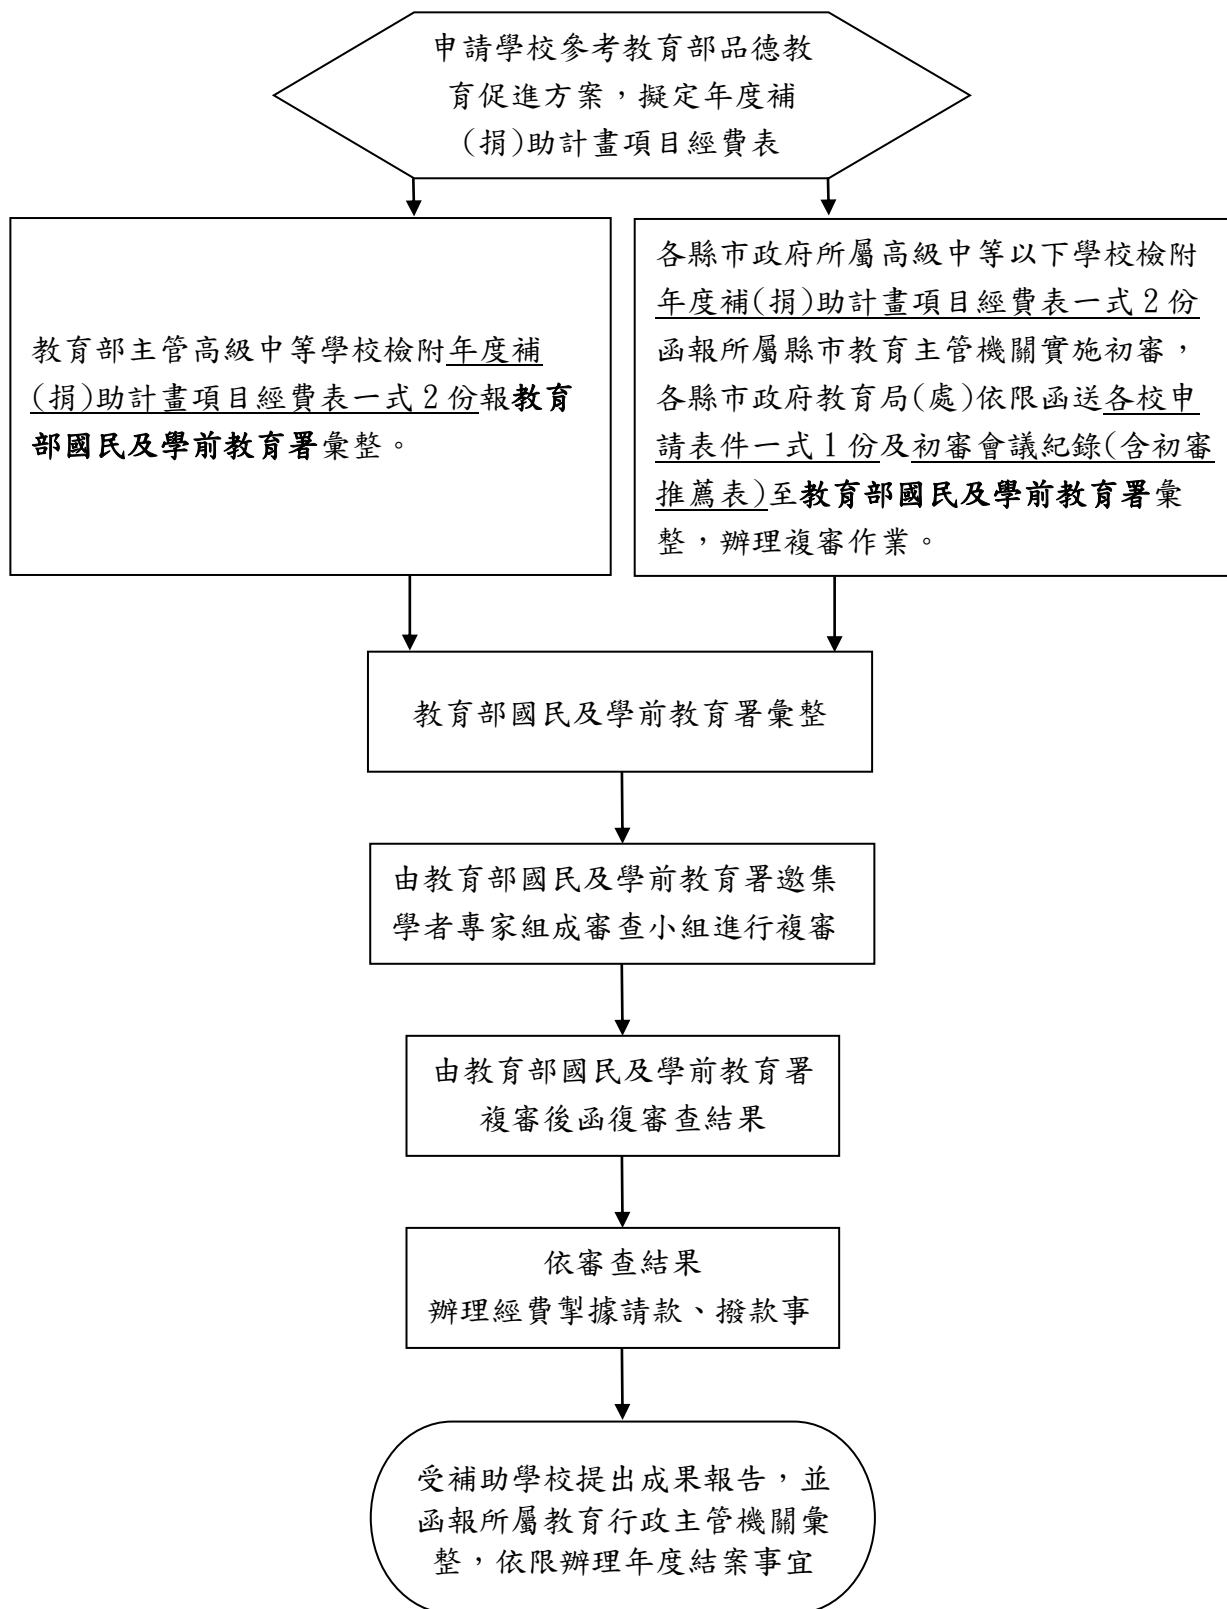 申請學校參考教育部品德教
育促進方案，擬定年度補
(捐)助計畫項目經費表
教育部主管高級中等學校檢附年度補
(捐)助計畫項目經費表一式 2 份報教育
部國民及學前教育署彙整。
各縣市政府所屬高級中等以下學校檢附
年度補(捐)助計畫項目經費表一式 2 份
函報所屬縣市教育主管機關實施初審，
各縣市政府教育局(處)依限函送各校申
請表件一式 1 份及初審會議紀錄(含初審
推薦表)至教育部國民及學前教育署彙
整，辦理複審作業。
教育部國民及學前教育署彙整
由教育部國民及學前教育署邀集
學者專家組成審查小組進行複審
由教育部國民及學前教育署
複審後函復審查結果
依審查結果
辦理經費掣據請款、撥款事
受補助學校提出成果報告，並
函報所屬教育行政主管機關彙
整，依限辦理年度結案事宜